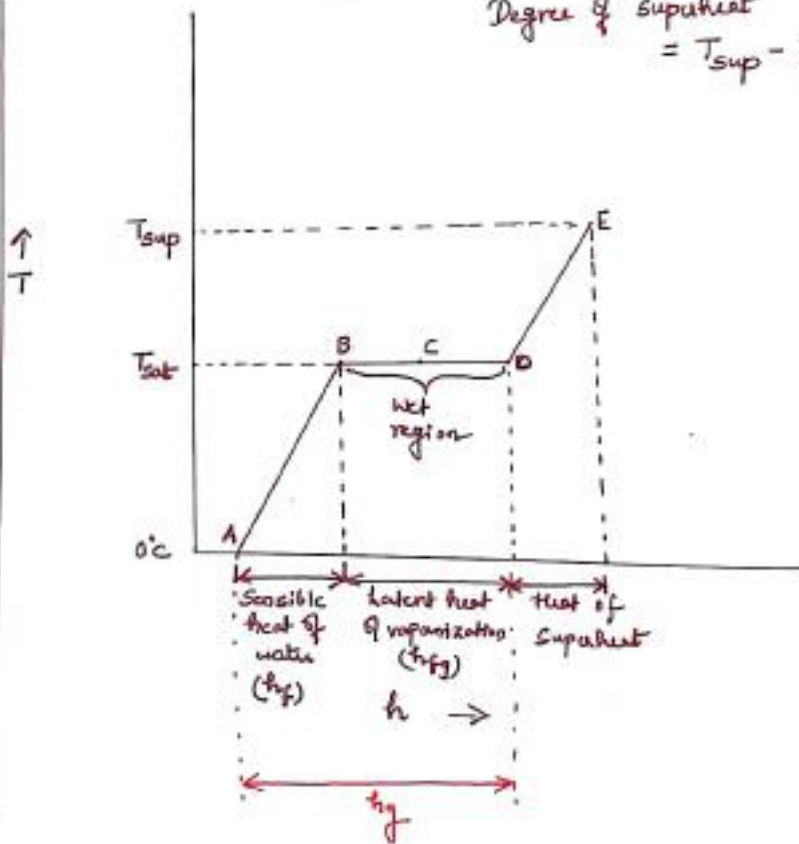 Degree of Superheat
= Tsup -
Tsup
E
↑
T
Tsat
B
C
D
Wet
region
A
0°C
Sensible
heat of
water
(hf)
Latent heat
of vaporization
(hfg)
Heat of
Superheat
h →
hg